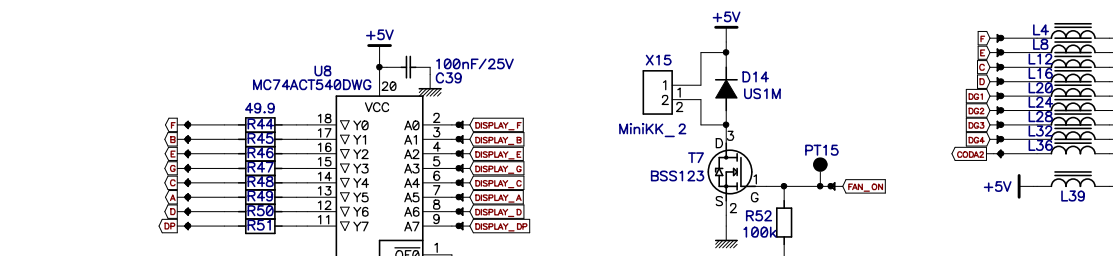 +5V
U8
MC74ACT540DWG
20
100nF/25V
C39
VCC
49.9
F R44 18 Y0 A0 2 DISPLAY_F
B R45 17 Y1 A1 3 DISPLAY_B
E R46 16 Y2 A2 4 DISPLAY_E
G R47 15 Y3 A3 5 DISPLAY_G
C R48 14 Y4 A4 6 DISPLAY_C
A R49 13 Y5 A5 7 DISPLAY_A
D R50 12 Y6 A6 8 DISPLAY_D
DP R51 11 Y7 A7 9 DISPLAY_DP
OE0 1
+5V
X15
1 1
2 2
MiniKK_2
D14
US1M
D 3
T7
BSS123
1
G
S 2
PT15
FAN_ON
R52
100k
F L4
E L8
C L12
D L16
DG1 L20
DG2 L24
DG3 L28
DG4 L32
CODA2 L36
+5V
L39